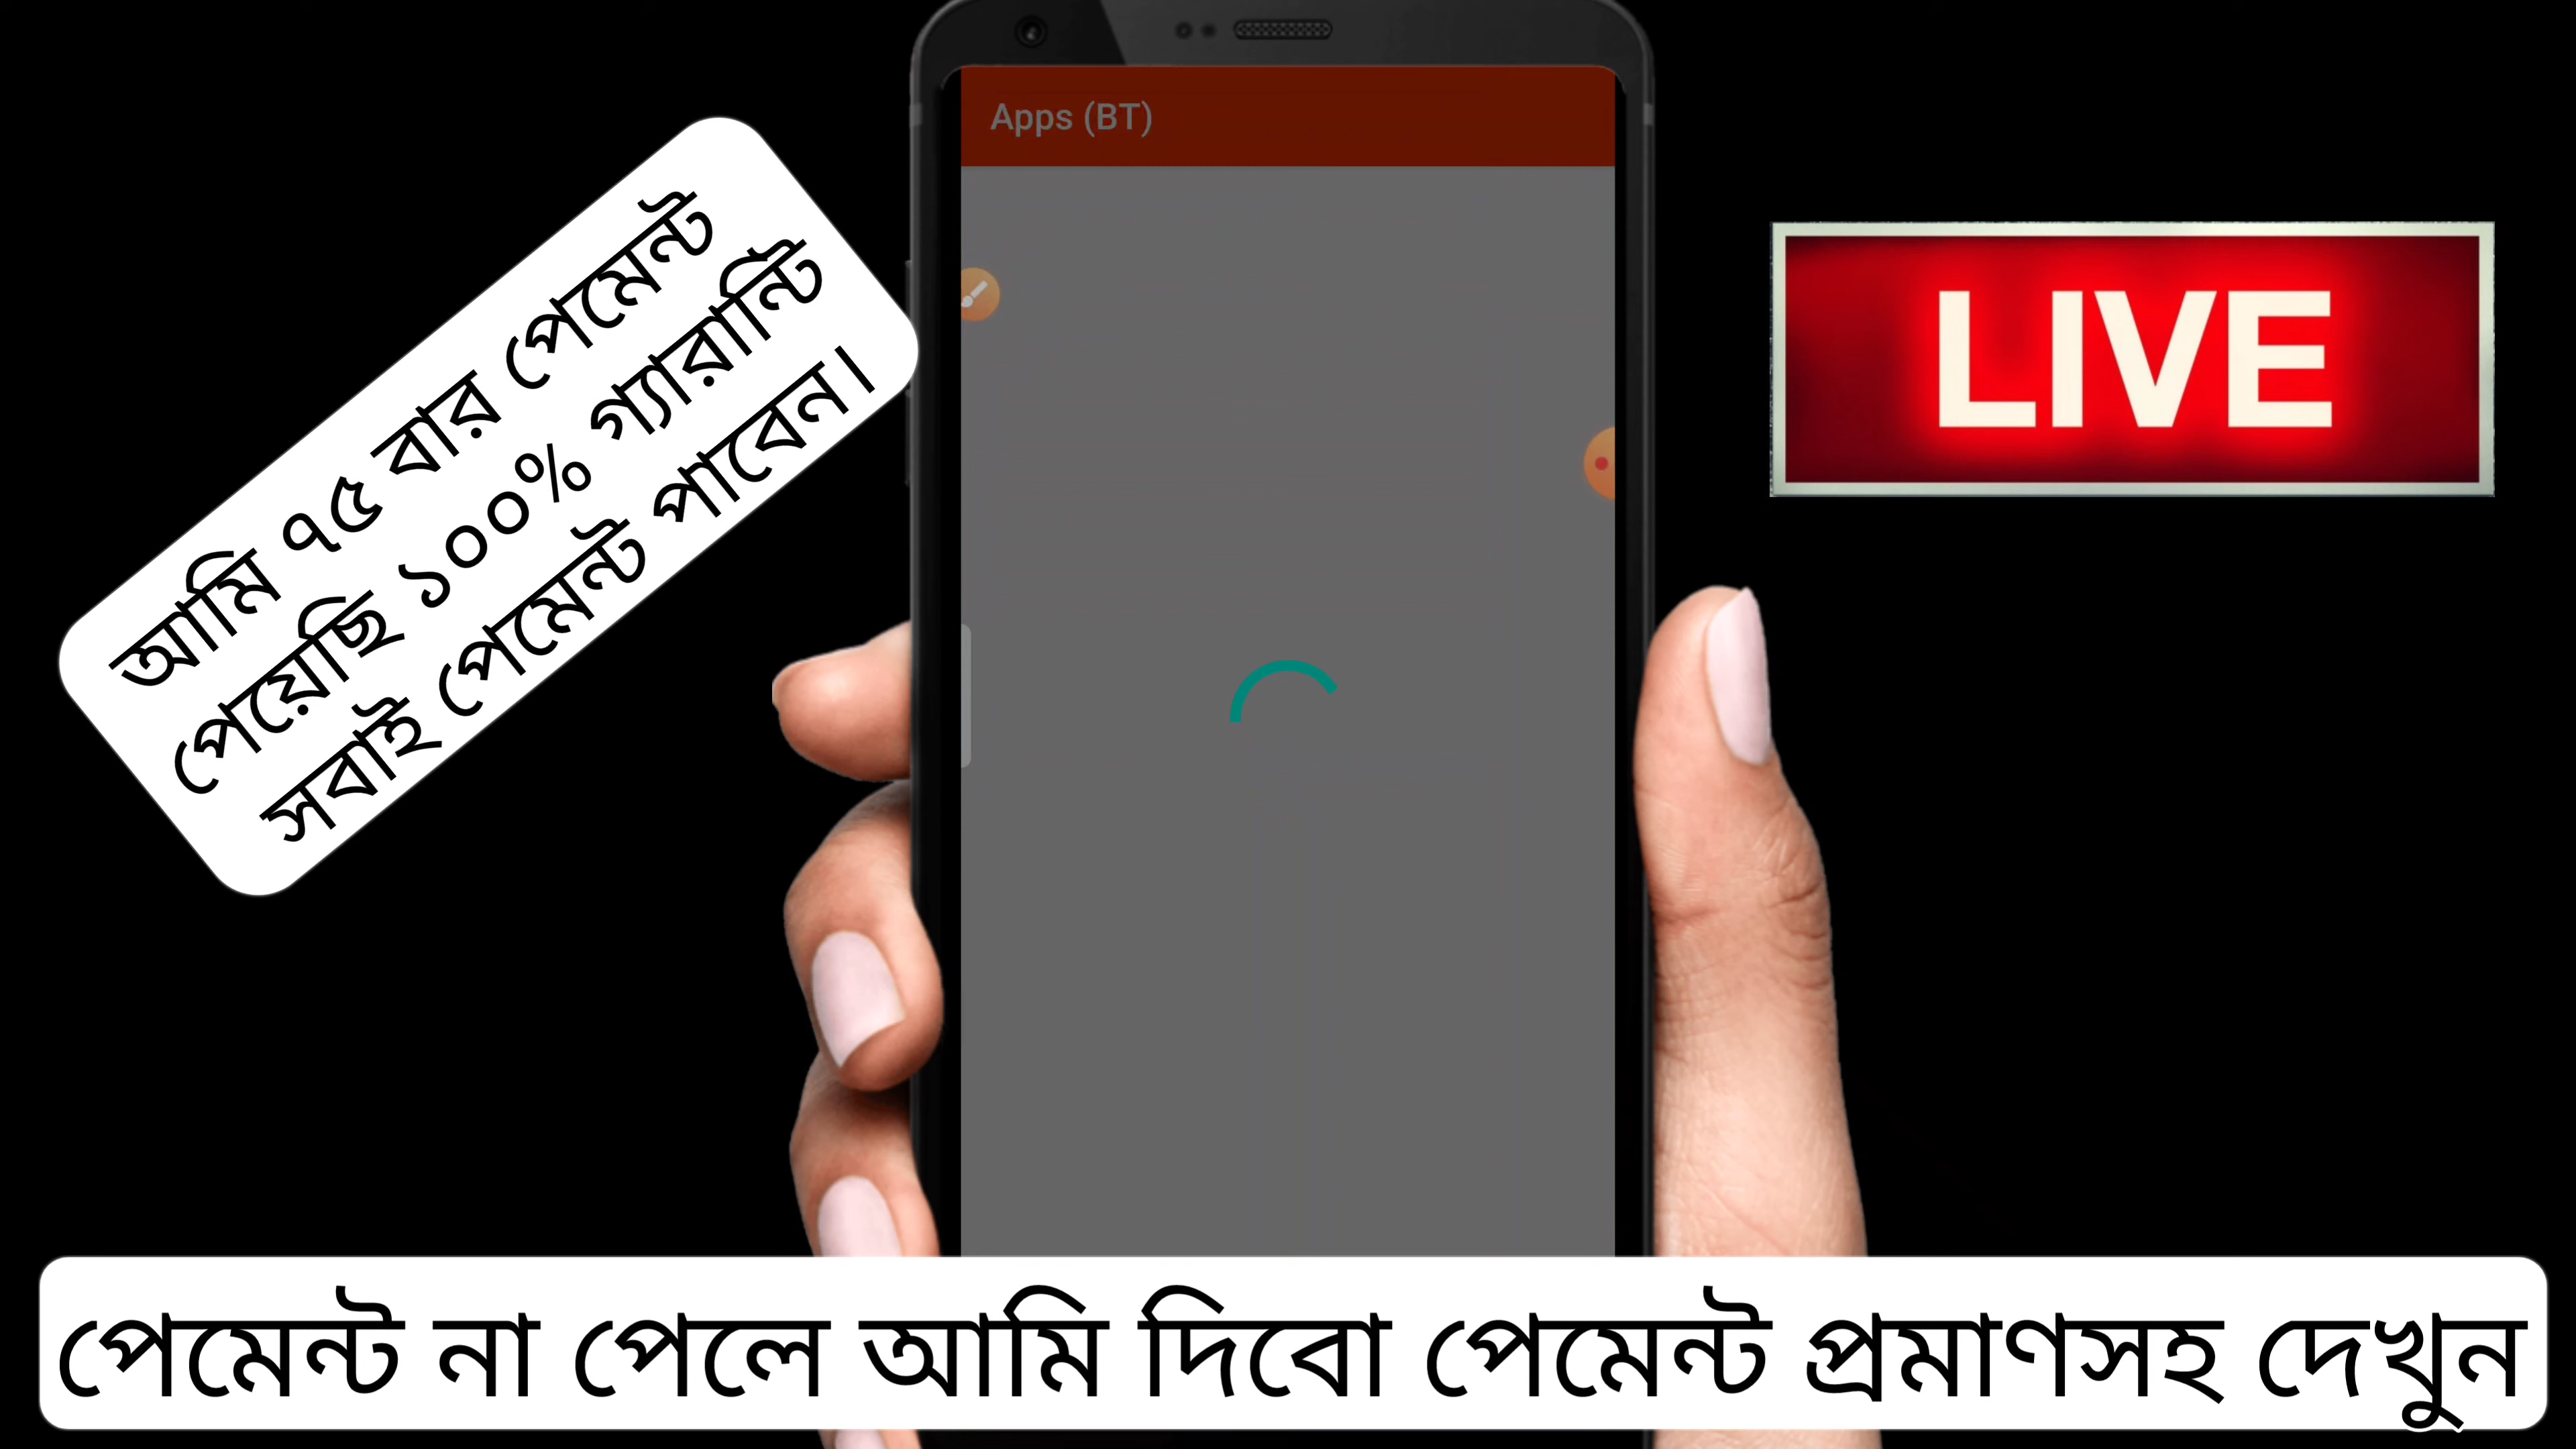 Apps (BT)
আমি ৭৫ বার পেমেন্ট
পেয়েছি ১০০% গ্যারান্টি
সবাই পেমেন্ট পাবেন।
LIVE
পেমেন্ট না পেলে আমি দিবো পেমেন্ট প্রমাণসহ দেখুন